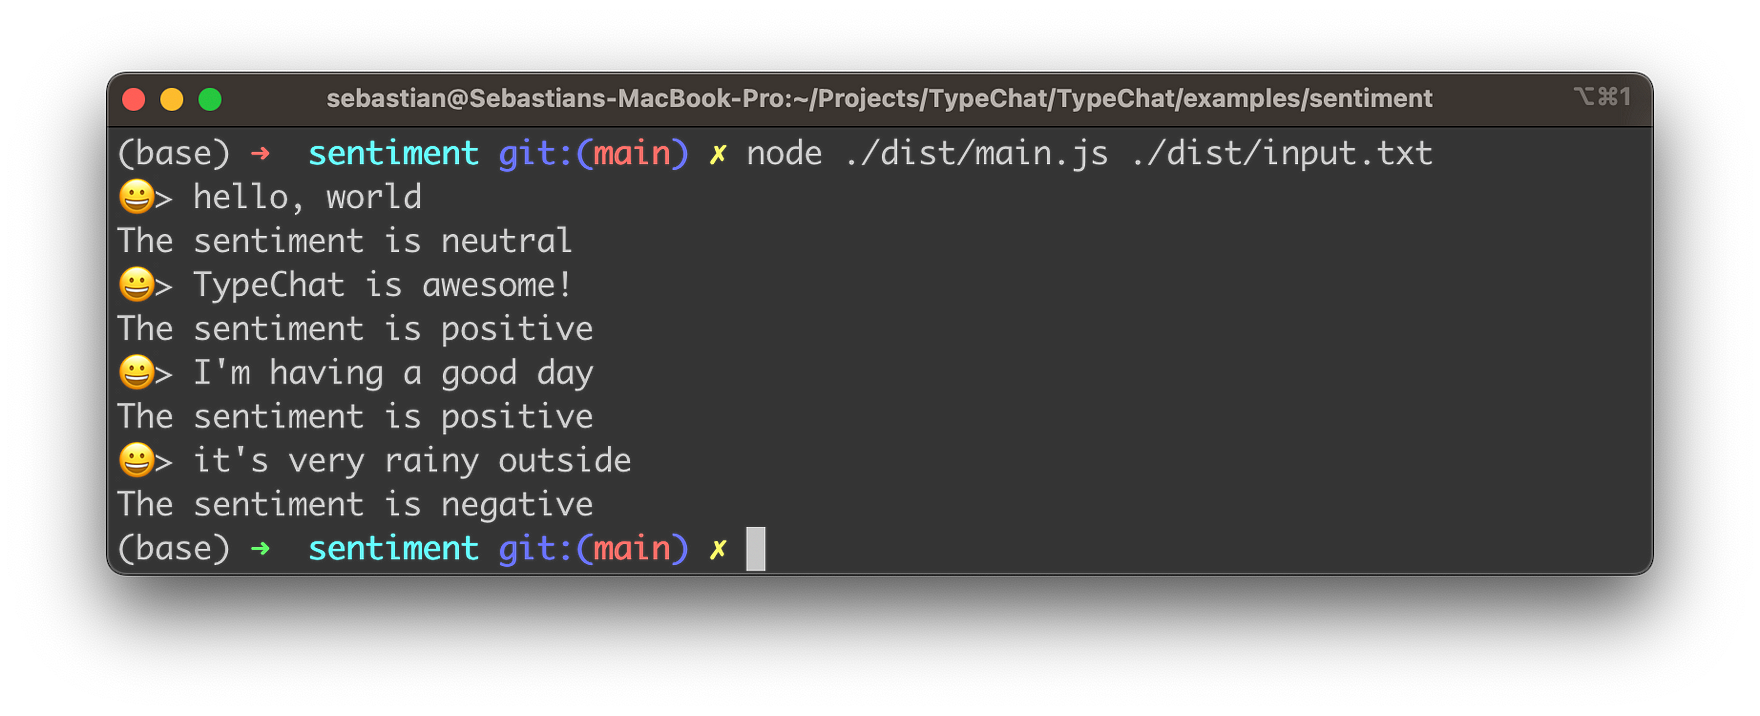 sebastian@Sebastians-MacBook-Pro:~/Projects/TypeChat/TypeChat/examples/sentiment ⌥⌘1
(base) ➜ sentiment git:(main) ✗ node ./dist/main.js ./dist/input.txt
😀> hello, world
The sentiment is neutral
😀> TypeChat is awesome!
The sentiment is positive
😀> I'm having a good day
The sentiment is positive
😀> it's very rainy outside
The sentiment is negative
(base) ➜ sentiment git:(main) ✗